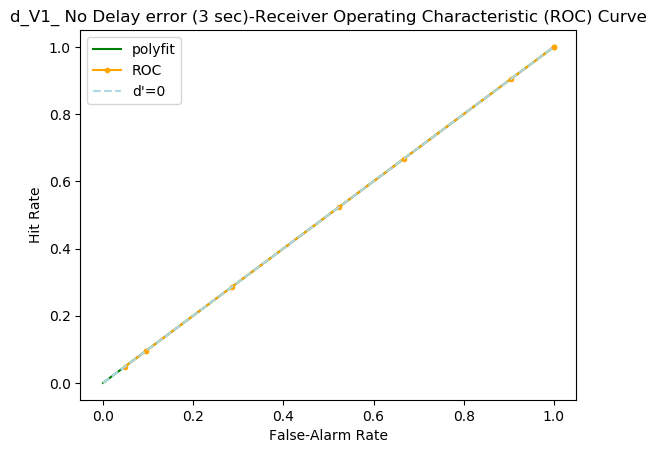 d_V1_ No Delay error (3 sec)-Receiver Operating Characteristic (ROC) Curve
polyfit
ROC
d'=0
1.0
0.8
0.6
0.4
0.2
0.0
Hit Rate
0.0 0.2 0.4 0.6 0.8 1.0
False-Alarm Rate